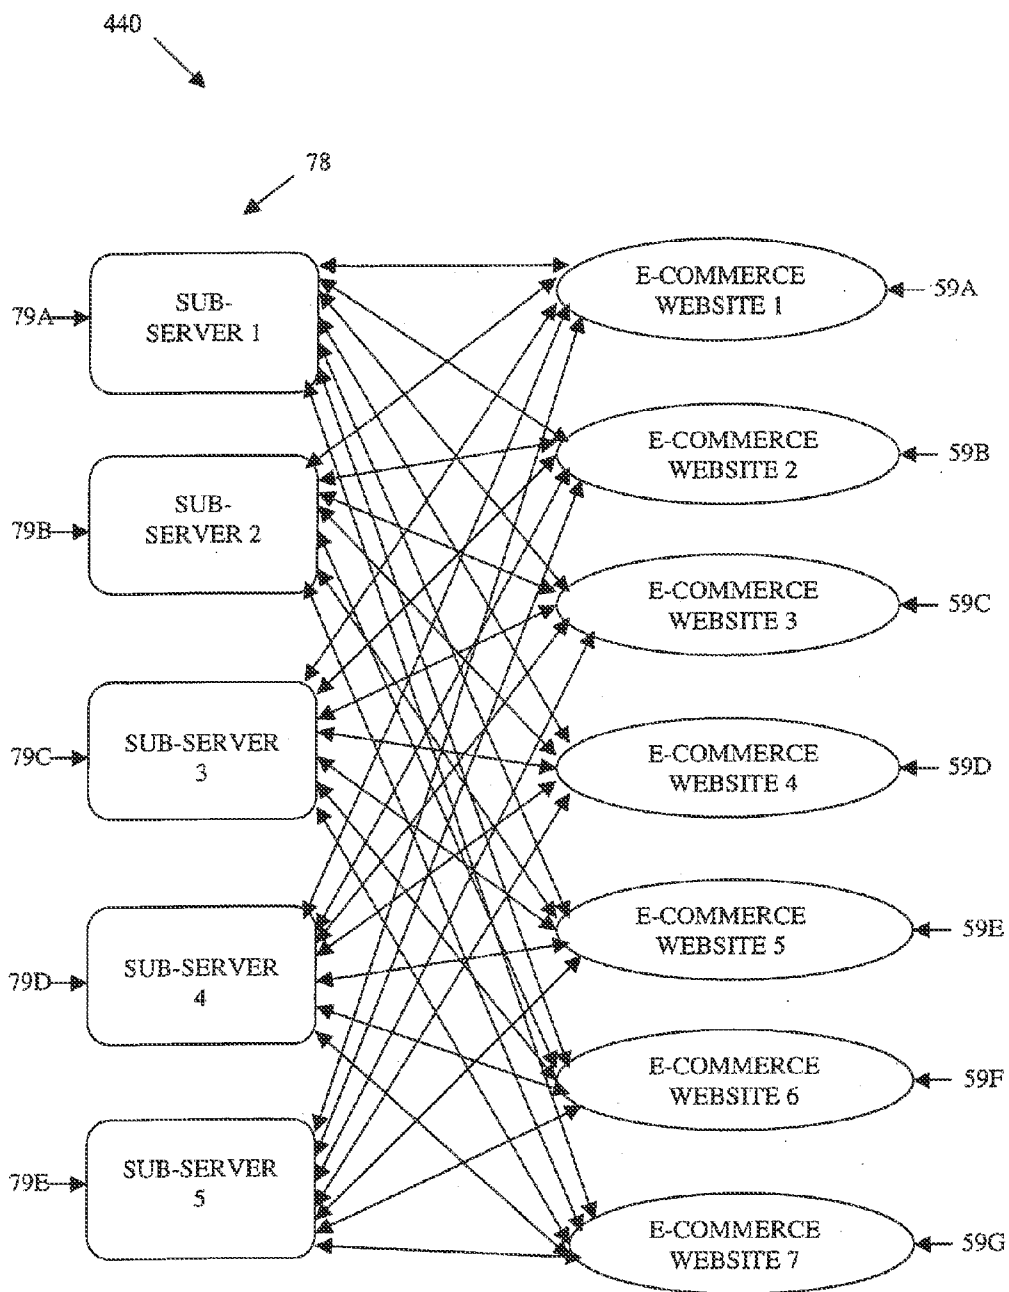 440
78
SUB-
SERVER 1
79A
E-COMMERCE
WEBSITE 1
59A
SUB-
SERVER 2
79B
E-COMMERCE
WEBSITE 2
59B
E-COMMERCE
WEBSITE 3
59C
SUB-SERVER
3
79C
E-COMMERCE
WEBSITE 4
59D
SUB-SERVER
4
79D
E-COMMERCE
WEBSITE 5
59E
E-COMMERCE
WEBSITE 6
59F
SUB-SERVER
5
79E
E-COMMERCE
WEBSITE 7
59G